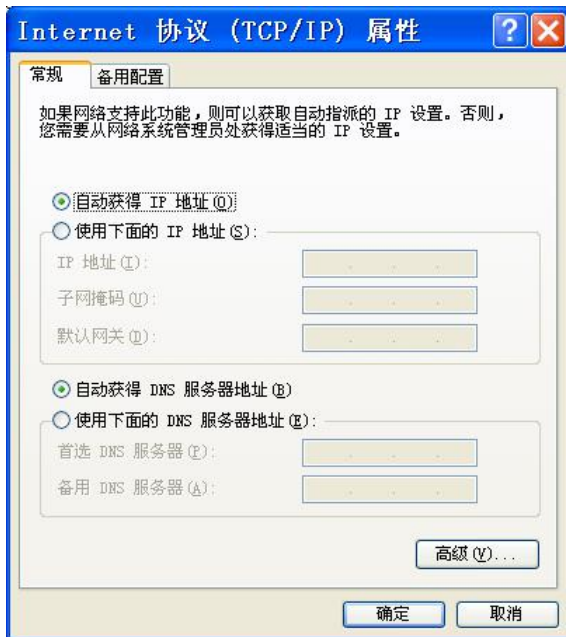 Internet 协议 (TCP/IP) 属性
常规 备用配置
如果网络支持此功能，则可以获取自动指派的 IP 设置。否则，
您需要从网络系统管理员处获得适当的 IP 设置。
自动获得 IP 地址(O)
使用下面的 IP 地址(S):
IP 地址(I):
子网掩码(U):
默认网关(D):
自动获得 DNS 服务器地址(B)
使用下面的 DNS 服务器地址(E):
首选 DNS 服务器(P):
备用 DNS 服务器(A):
高级(V)...
确定 取消